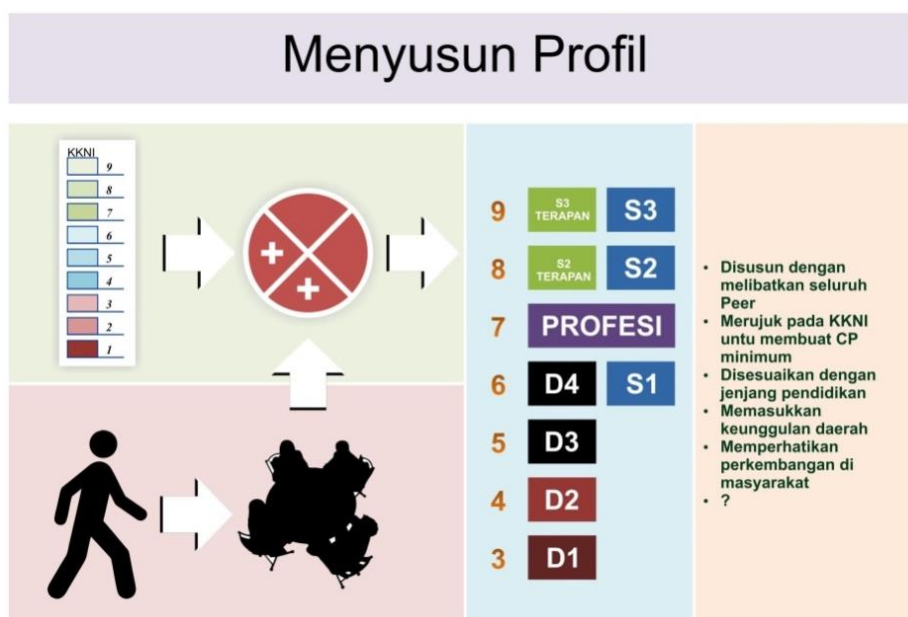 Menyusun Profil
KKNI
9
8
7
6
5
4
3
2
1
9
S3
TERAPAN
S3
8
S2
TERAPAN
S2
7
PROFESI
6
D4
S1
5
D3
4
D2
3
D1
• Disusun dengan
melibatkan seluruh
Peer
• Merujuk pada KKNI
untu membuat CP
minimum
• Disesuaikan dengan
jenjang pendidikan
• Memasukkan
keunggulan daerah
• Memperhatikan
perkembangan di
masyarakat
• ?